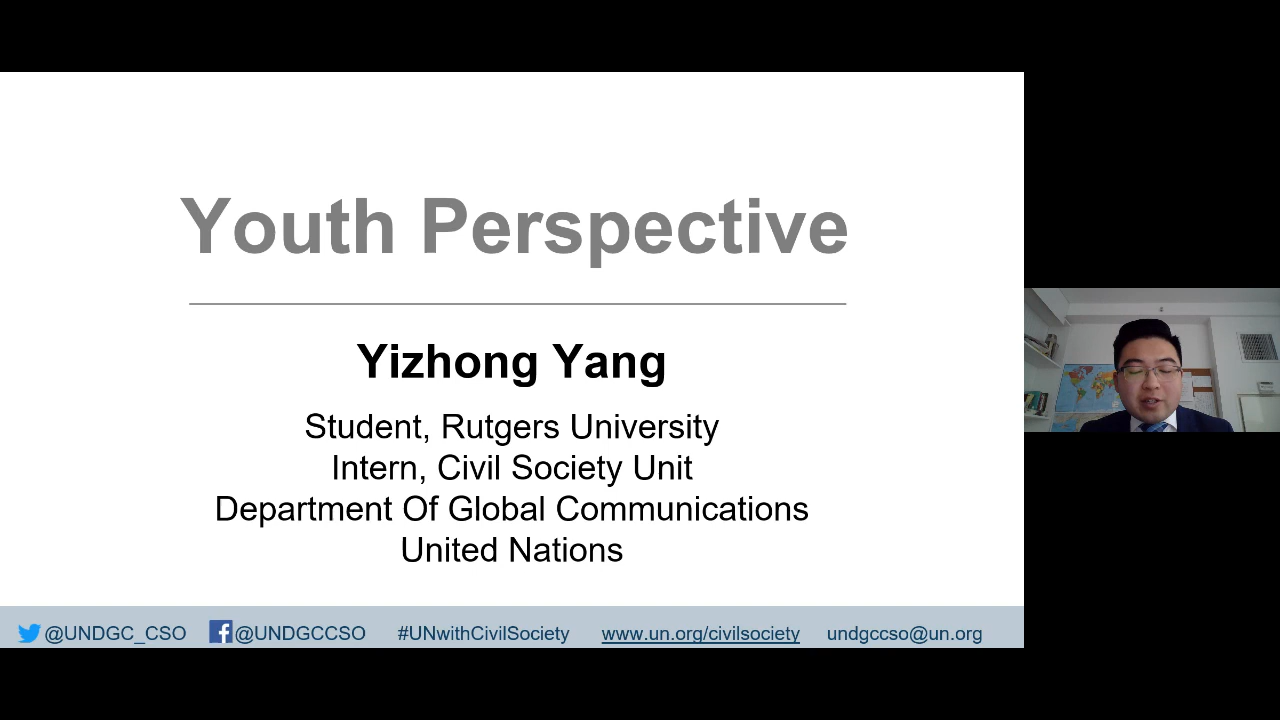 Youth Perspective
Yizhong Yang
Student, Rutgers University
Intern, Civil Society Unit
Department Of Global Communications
United Nations
@UNDGC_CSO @UNDGCCSO #UNwithCivilSociety www.un.org/civilsociety undgccso@un.org